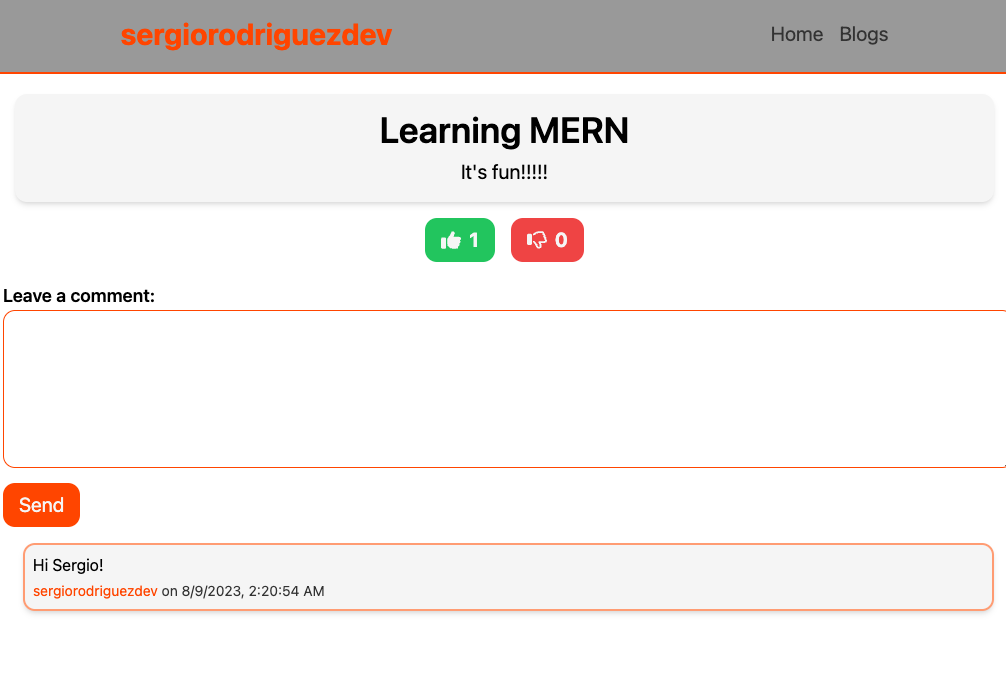 sergiorodriguezdev
Home Blogs
Learning MERN
It's fun!!!!!
1 0
Leave a comment:
Send
Hi Sergio!
sergiorodriguezdev on 8/9/2023, 2:20:54 AM